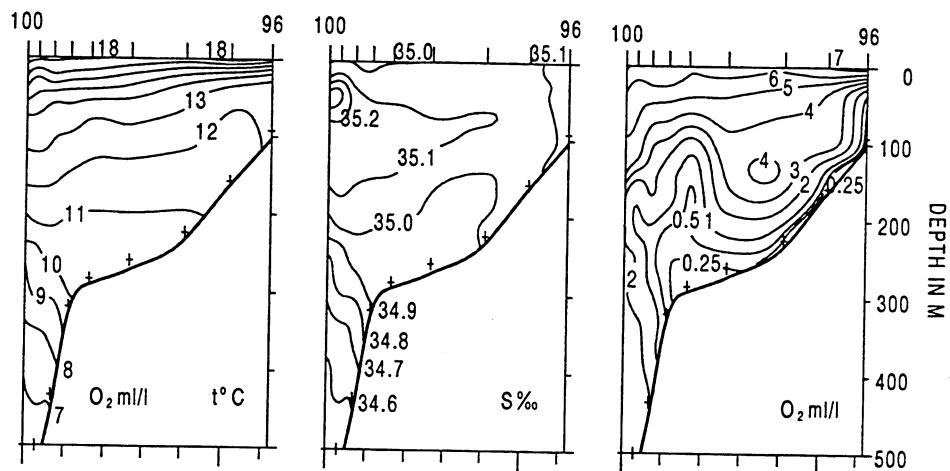 100 96 100 96 100 96
18 18 35.0 35.1 7
6 5 0
13 35.2 4
12 35.1 4 3 2 0.25 100
11 35.0 0.5 1 200
10 0.25
9 2 300
34.9
34.8
8 34.7 400
7 34.6
O₂ ml/l t°C S‰ O₂ ml/l
500
DEPTH IN M